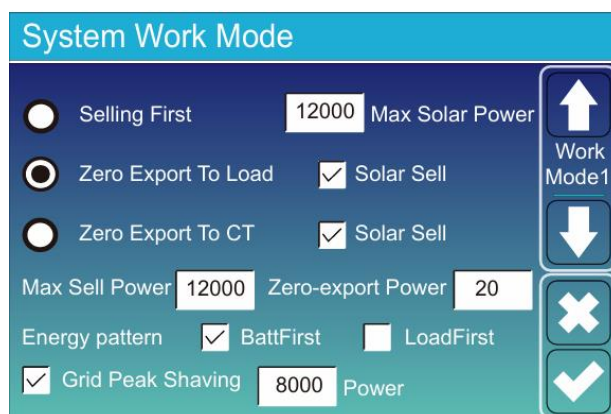 System Work Mode
Selling First 12000 Max Solar Power
Work
Mode1
Zero Export To Load Solar Sell
Zero Export To CT Solar Sell
Max Sell Power 12000 Zero-export Power 20
Energy pattern BattFirst LoadFirst
Grid Peak Shaving 8000 Power